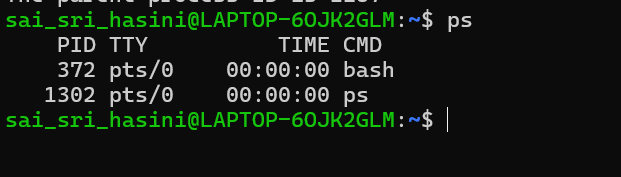 sai_sri_hasini@LAPTOP-6OJK2GLM:~$ ps
    PID TTY          TIME CMD
    372 pts/0    00:00:00 bash
   1302 pts/0    00:00:00 ps
sai_sri_hasini@LAPTOP-6OJK2GLM:~$